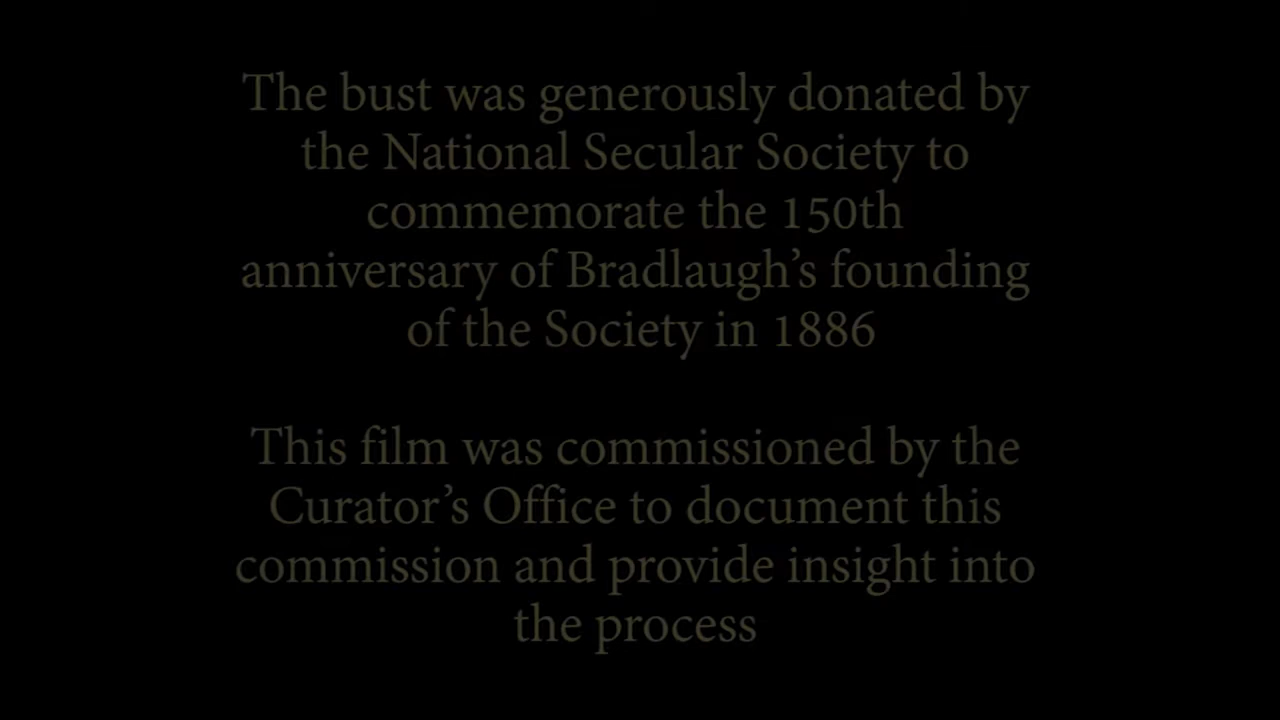 The bust was generously donated by
the National Secular Society to
commemorate the 150th
anniversary of Bradlaugh’s founding
of the Society in 1886
This film was commissioned by the
Curator’s Office to document this
commission and provide insight into
the process